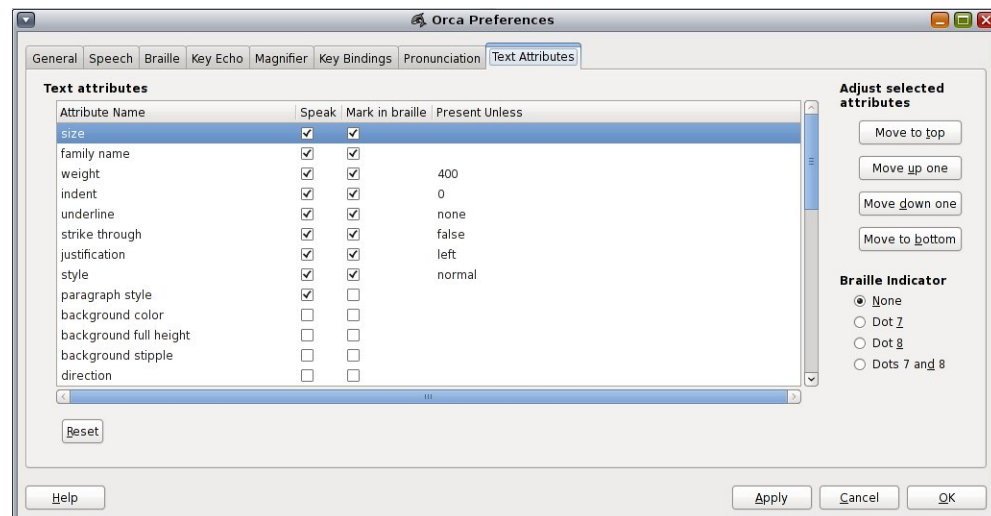 Orca Preferences
General Speech Braille Key Echo Magnifier Key Bindings Pronunciation Text Attributes
Text attributes
Attribute Name Speak Mark in braille Present Unless
size
family name
weight 400
indent 0
underline none
strike through false
justification left
style normal
paragraph style
background color
background full height
background stipple
direction
Reset
Adjust selected
attributes
Move to top
Move up one
Move down one
Move to bottom
Braille Indicator
None
Dot 7
Dot 8
Dots 7 and 8
Help Apply Cancel OK